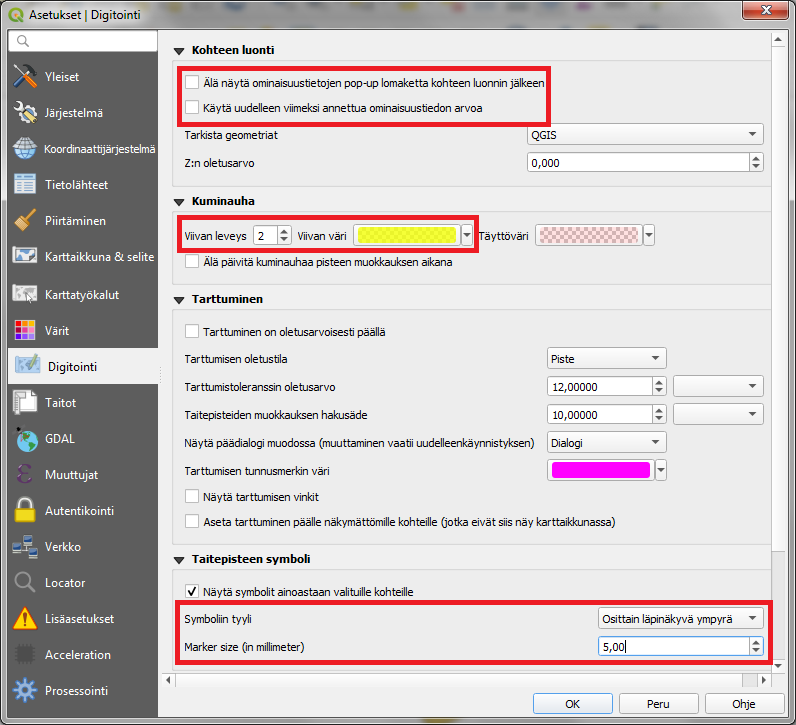 Asetukset | Digitointi
Yleiset
Järjestelmä
Koordinaattijärjestelmä
Tietolähteet
Piirtäminen
Karttaikkuna & selite
Karttatyökalut
Värit
Digitointi
Taitot
GDAL
Muuttujat
Autentikointi
Verkko
Locator
Lisäasetukset
Acceleration
Prosessointi
Kohteen luonti
Älä näytä ominaisuustietojen pop-up lomaketta kohteen luonnin jälkeen
Käytä uudelleen viimeksi annettua ominaisuustiedon arvoa
Tarkista geometriat QGIS
Z:n oletusarvo 0,000
Kuminauha
Viivan leveys 2 Viivan väri Täyttöväri
Älä päivitä kuminauhaa pisteen muokkauksen aikana
Tarttuminen
Tarttuminen on oletusarvoisesti päällä
Tarttumisen oletustila Piste
Tarttumistoleranssin oletusarvo 12,00000
Taitepisteiden muokkauksen hakusäde 10,00000
Näytä päädialogi muodossa (muuttaminen vaatii uudelleenkäynnistyksen) Dialogi
Tarttumisen tunnusmerkin väri
Näytä tarttumisen vinkit
Aseta tarttuminen päälle näkymättömille kohteille (jotka eivät siis näy karttaikkunassa)
Taitepisteen symboli
Näytä symbolit ainoastaan valituille kohteille
Symboliin tyyli Osittain läpinäkyvä ympyrä
Marker size (in millimeter) 5,00
OK Peru Ohje